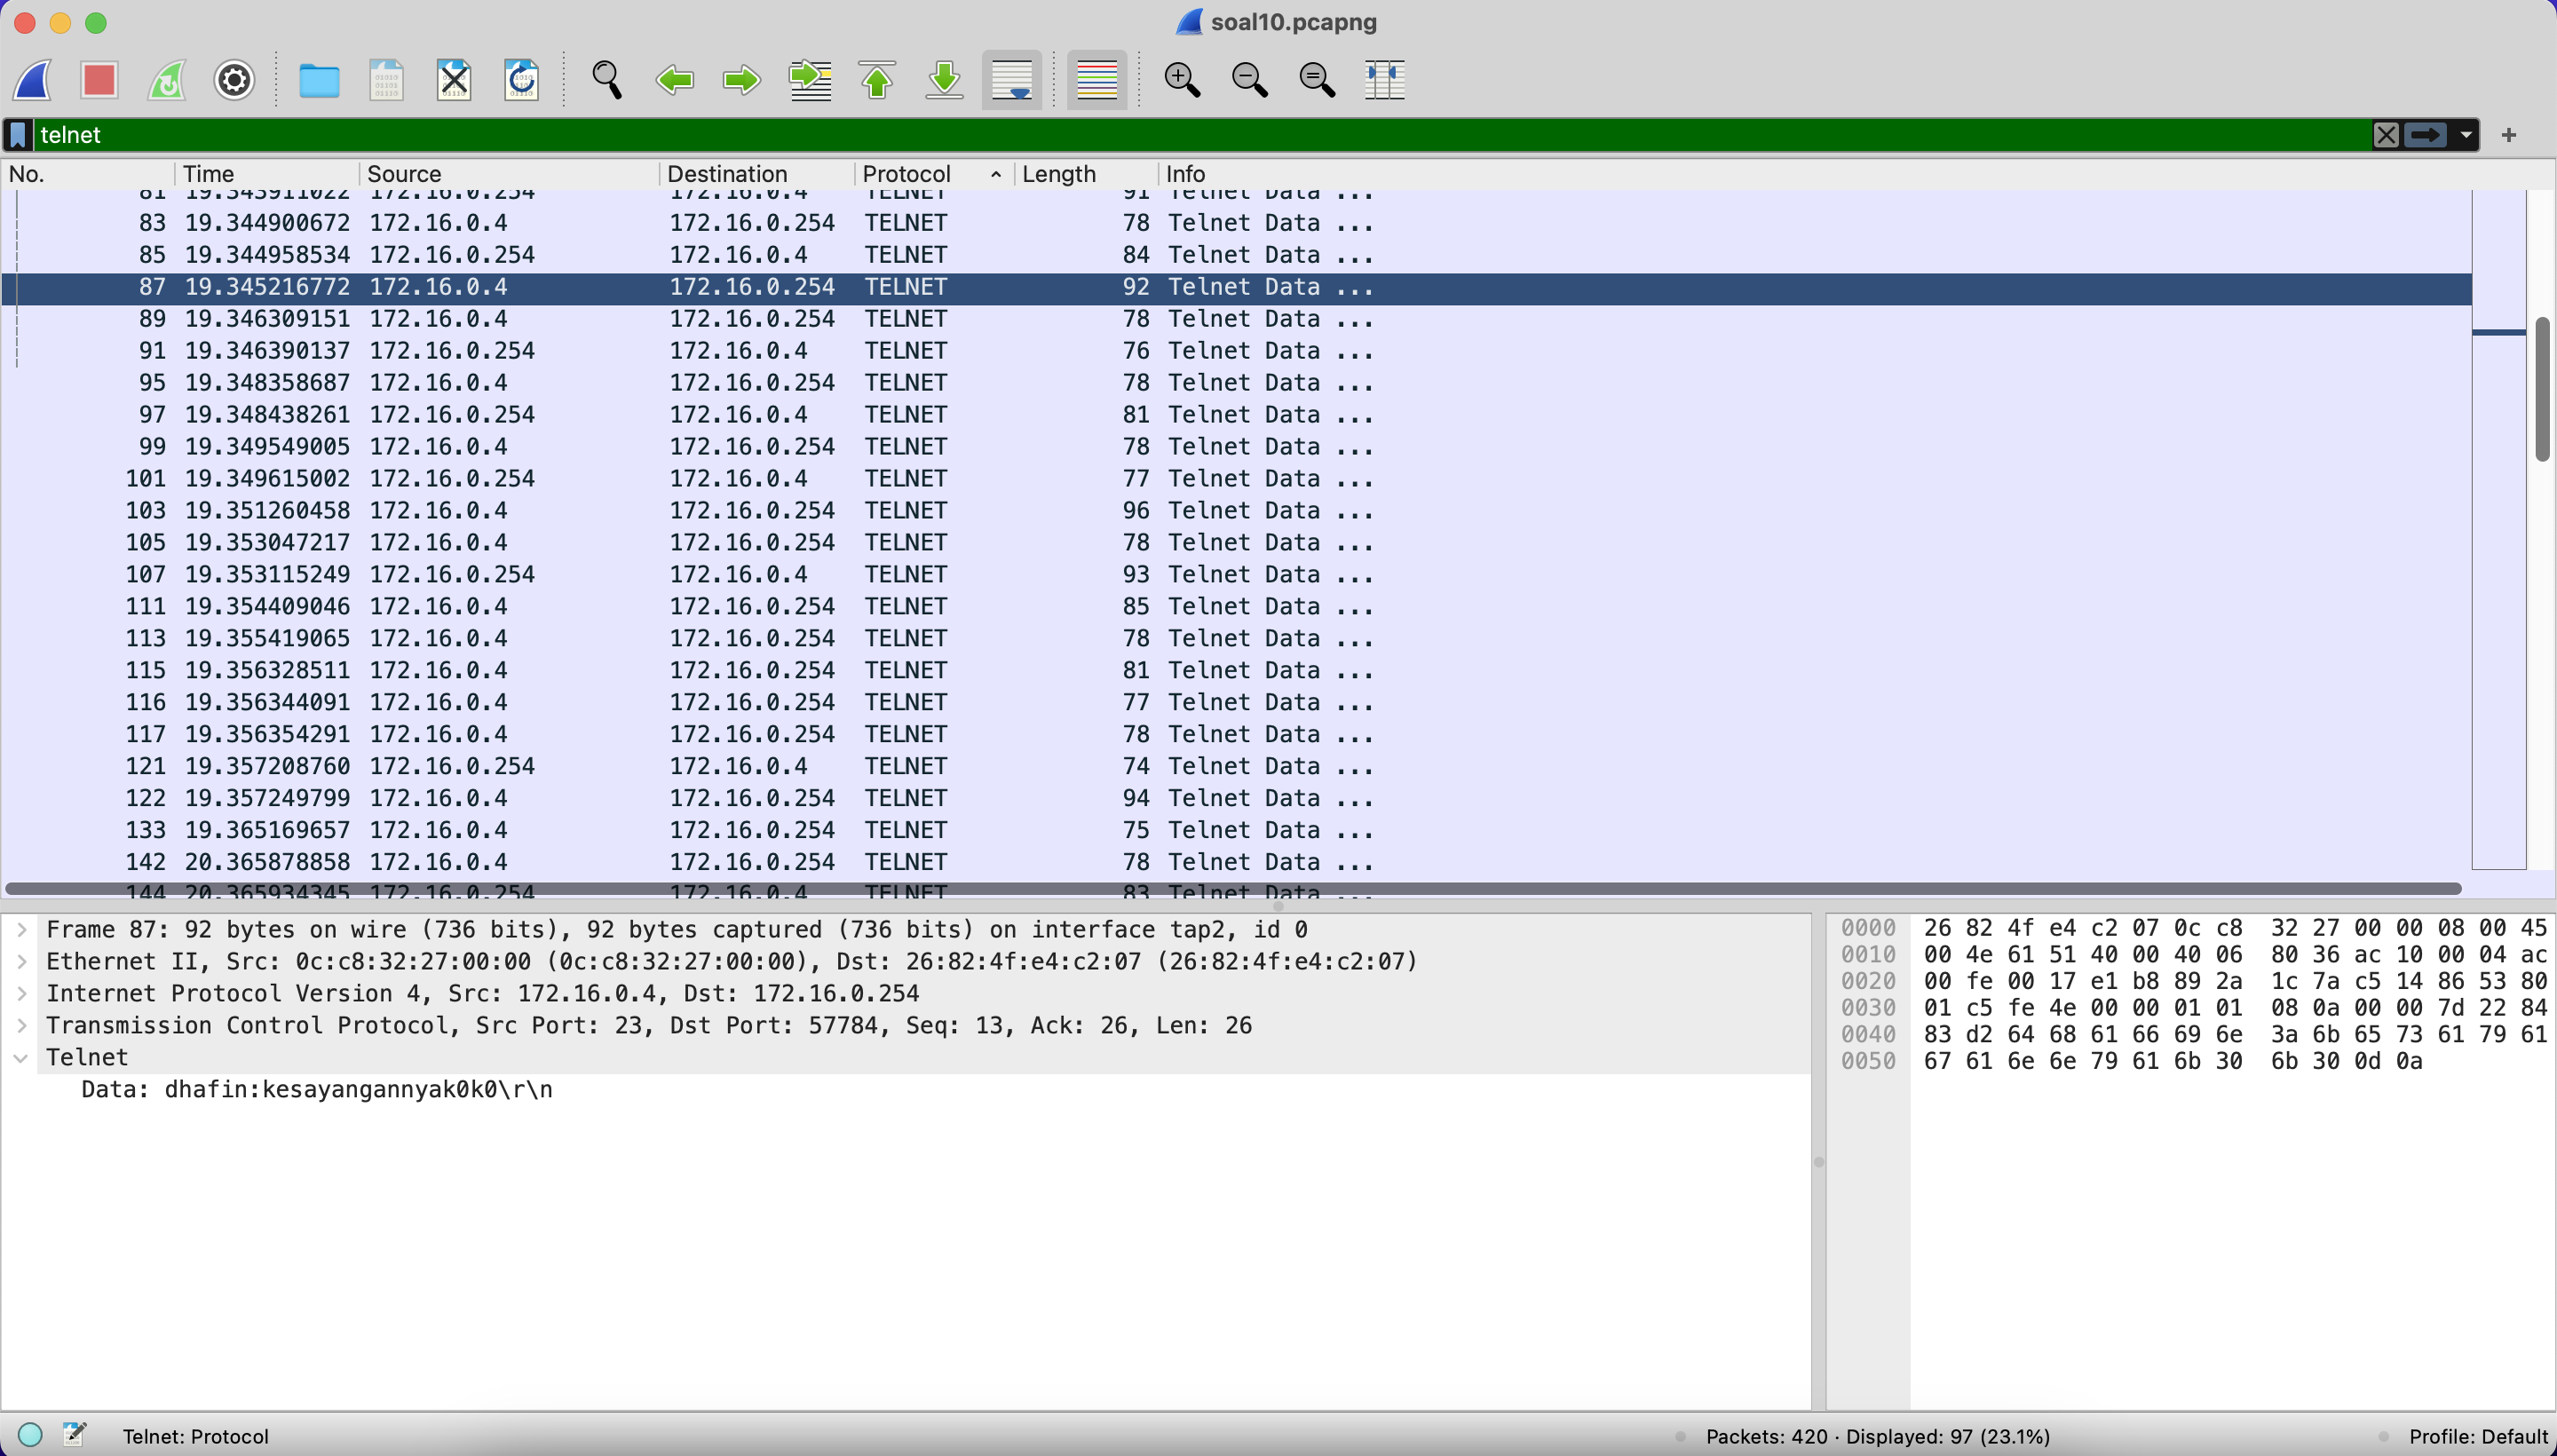 soal10.pcapng
telnet
No. Time Source Destination Protocol Length Info
81 19.343911022 172.16.0.254 172.16.0.4 TELNET 91 Telnet Data ...
83 19.344900672 172.16.0.4 172.16.0.254 TELNET 78 Telnet Data ...
85 19.344958534 172.16.0.254 172.16.0.4 TELNET 84 Telnet Data ...
87 19.345216772 172.16.0.4 172.16.0.254 TELNET 92 Telnet Data ...
89 19.346309151 172.16.0.4 172.16.0.254 TELNET 78 Telnet Data ...
91 19.346390137 172.16.0.254 172.16.0.4 TELNET 76 Telnet Data ...
95 19.348358687 172.16.0.4 172.16.0.254 TELNET 78 Telnet Data ...
97 19.348438261 172.16.0.254 172.16.0.4 TELNET 81 Telnet Data ...
99 19.349549005 172.16.0.4 172.16.0.254 TELNET 78 Telnet Data ...
101 19.349615002 172.16.0.254 172.16.0.4 TELNET 77 Telnet Data ...
103 19.351260458 172.16.0.4 172.16.0.254 TELNET 96 Telnet Data ...
105 19.353047217 172.16.0.4 172.16.0.254 TELNET 78 Telnet Data ...
107 19.353115249 172.16.0.254 172.16.0.4 TELNET 93 Telnet Data ...
111 19.354409046 172.16.0.4 172.16.0.254 TELNET 85 Telnet Data ...
113 19.355419065 172.16.0.4 172.16.0.254 TELNET 78 Telnet Data ...
115 19.356328511 172.16.0.4 172.16.0.254 TELNET 81 Telnet Data ...
116 19.356344091 172.16.0.4 172.16.0.254 TELNET 77 Telnet Data ...
117 19.356354291 172.16.0.4 172.16.0.254 TELNET 78 Telnet Data ...
121 19.357208760 172.16.0.254 172.16.0.4 TELNET 74 Telnet Data ...
122 19.357249799 172.16.0.4 172.16.0.254 TELNET 94 Telnet Data ...
133 19.365169657 172.16.0.4 172.16.0.254 TELNET 75 Telnet Data ...
142 20.365878858 172.16.0.4 172.16.0.254 TELNET 78 Telnet Data ...
144 20.365934345 172.16.0.254 172.16.0.4 TELNET 83 Telnet Data ...
Frame 87: 92 bytes on wire (736 bits), 92 bytes captured (736 bits) on interface tap2, id 0
Ethernet II, Src: 0c:c8:32:27:00:00 (0c:c8:32:27:00:00), Dst: 26:82:4f:e4:c2:07 (26:82:4f:e4:c2:07)
Internet Protocol Version 4, Src: 172.16.0.4, Dst: 172.16.0.254
Transmission Control Protocol, Src Port: 23, Dst Port: 57784, Seq: 13, Ack: 26, Len: 26
Telnet
Data: dhafin:kesayangannyak0k0\r\n
0000 26 82 4f e4 c2 07 0c c8 32 27 00 00 08 00 45
0010 00 4e 61 51 40 00 40 06 80 36 ac 10 00 04 ac
0020 00 fe 00 17 e1 b8 89 2a 1c 7a c5 14 86 53 80
0030 01 c5 fe 4e 00 00 01 01 08 0a 00 00 7d 22 84
0040 83 d2 64 68 61 66 69 6e 3a 6b 65 73 61 79 61
0050 67 61 6e 6e 79 61 6b 30 6b 30 0d 0a
Telnet: Protocol
Packets: 420 · Displayed: 97 (23.1%)
Profile: Default